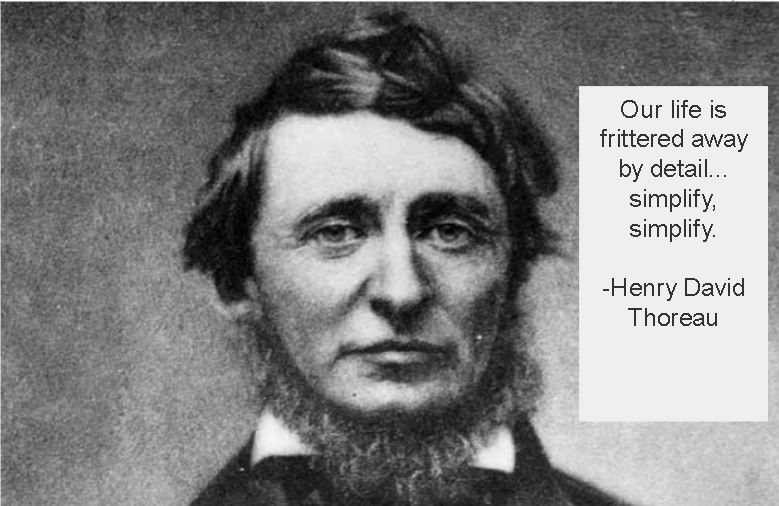 Our life is
frittered away
by detail...
simplify,
simplify.
-Henry David
Thoreau